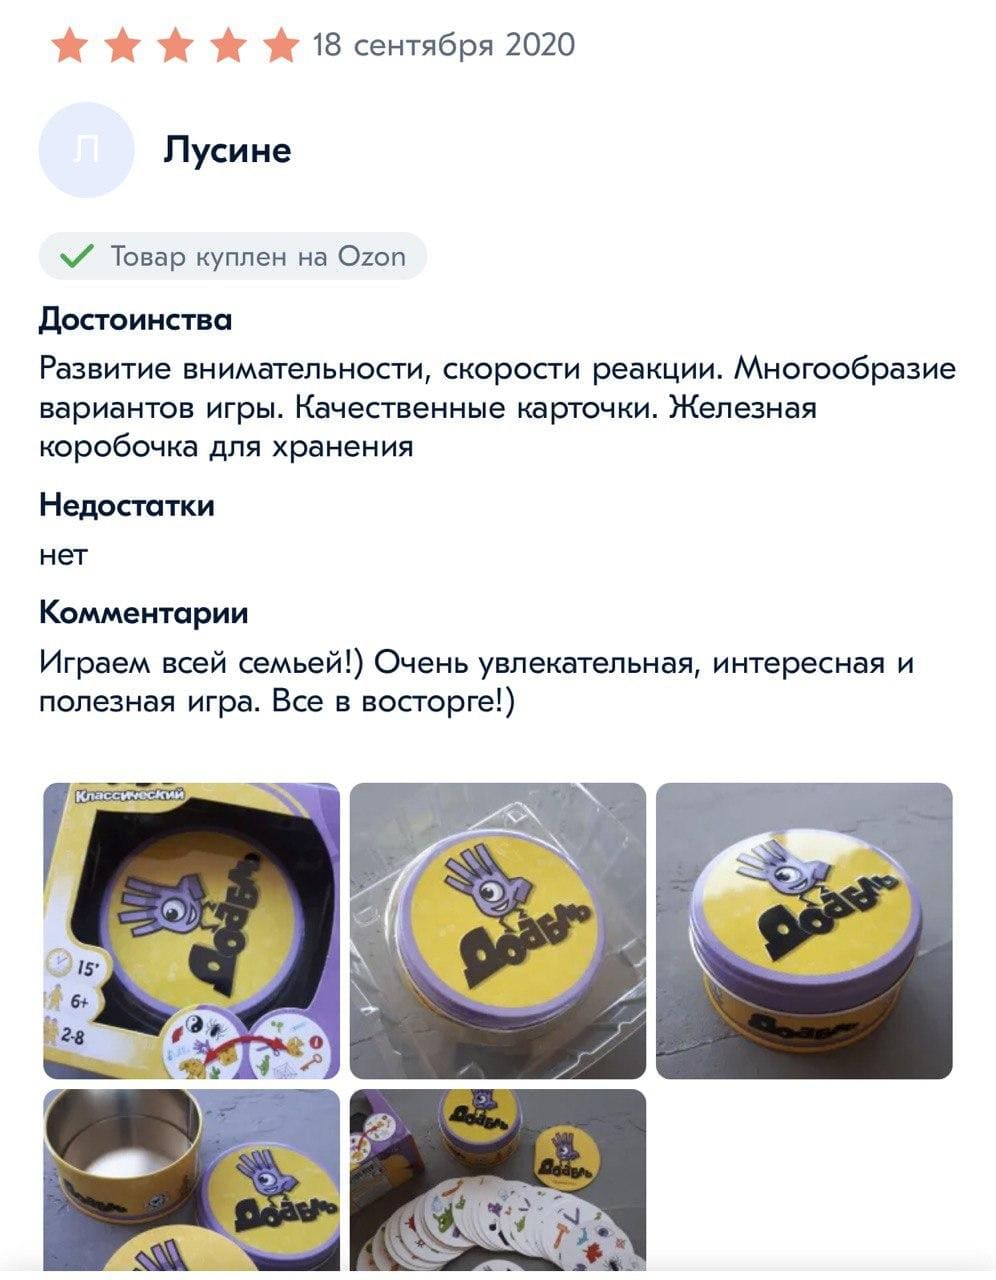 18 сентября 2020
Л
Лусине
Товар куплен на Ozon
Достоинства
Развитие внимательности, скорости реакции. Многообразие
вариантов игры. Качественные карточки. Железная
коробочка для хранения
Недостатки
нет
Комментарии
Играем всей семьей!) Очень увлекательная, интересная и
полезная игра. Все в восторге!)
Классический
Доббль
15'
6+
2-8
Доббль
Доббль
Доббль
Доббль
Доббль
Доббль
Доббль